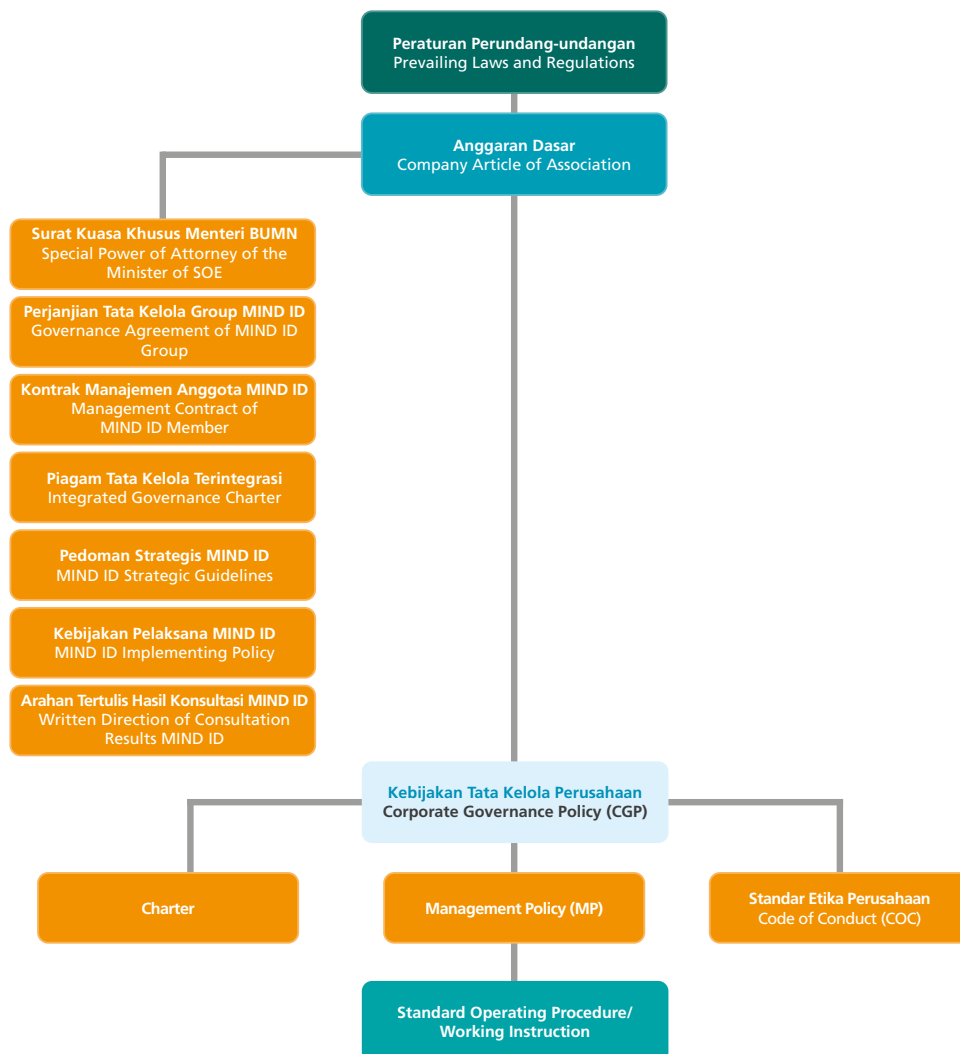 Peraturan Perundang-undangan
Prevailing Laws and Regulations
Anggaran Dasar
Company Article of Association
Surat Kuasa Khusus Menteri BUMN
Special Power of Attorney of the
Minister of SOE
Perjanjian Tata Kelola Group MIND ID
Governance Agreement of MIND ID
Group
Kontrak Manajemen Anggota MIND ID
Management Contract of
MIND ID Member
Piagam Tata Kelola Terintegrasi
Integrated Governance Charter
Pedoman Strategis MIND ID
MIND ID Strategic Guidelines
Kebijakan Pelaksana MIND ID
MIND ID Implementing Policy
Arahan Tertulis Hasil Konsultasi MIND ID
Written Direction of Consultation
Results MIND ID
Kebijakan Tata Kelola Perusahaan
Corporate Governance Policy (CGP)
Charter
Management Policy (MP)
Standar Etika Perusahaan
Code of Conduct (COC)
Standard Operating Procedure/
Working Instruction